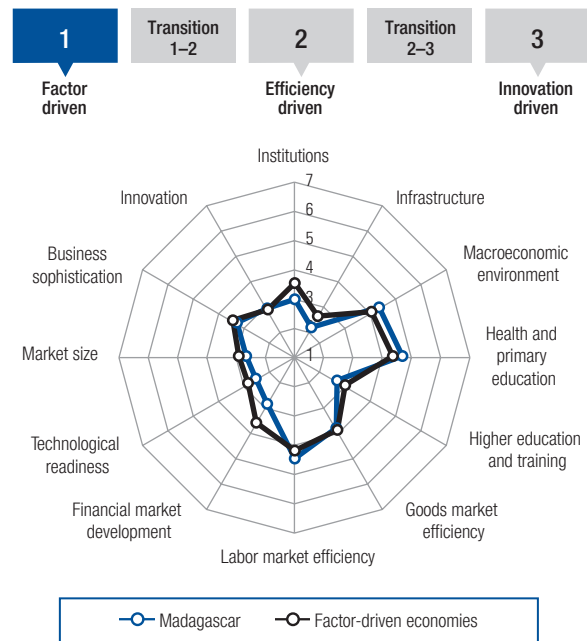 1
Transition
1–2
2
Transition
2–3
3
Factor
driven
Efficiency
driven
Innovation
driven
Institutions
7
Innovation
Infrastructure
6
5
Business
sophistication
Macroeconomic
environment
4
3
Market size
1
Health and
primary
education
Technological
readiness
Higher education
and training
Financial market
development
Goods market
efficiency
Labor market efficiency
Madagascar
Factor-driven economies